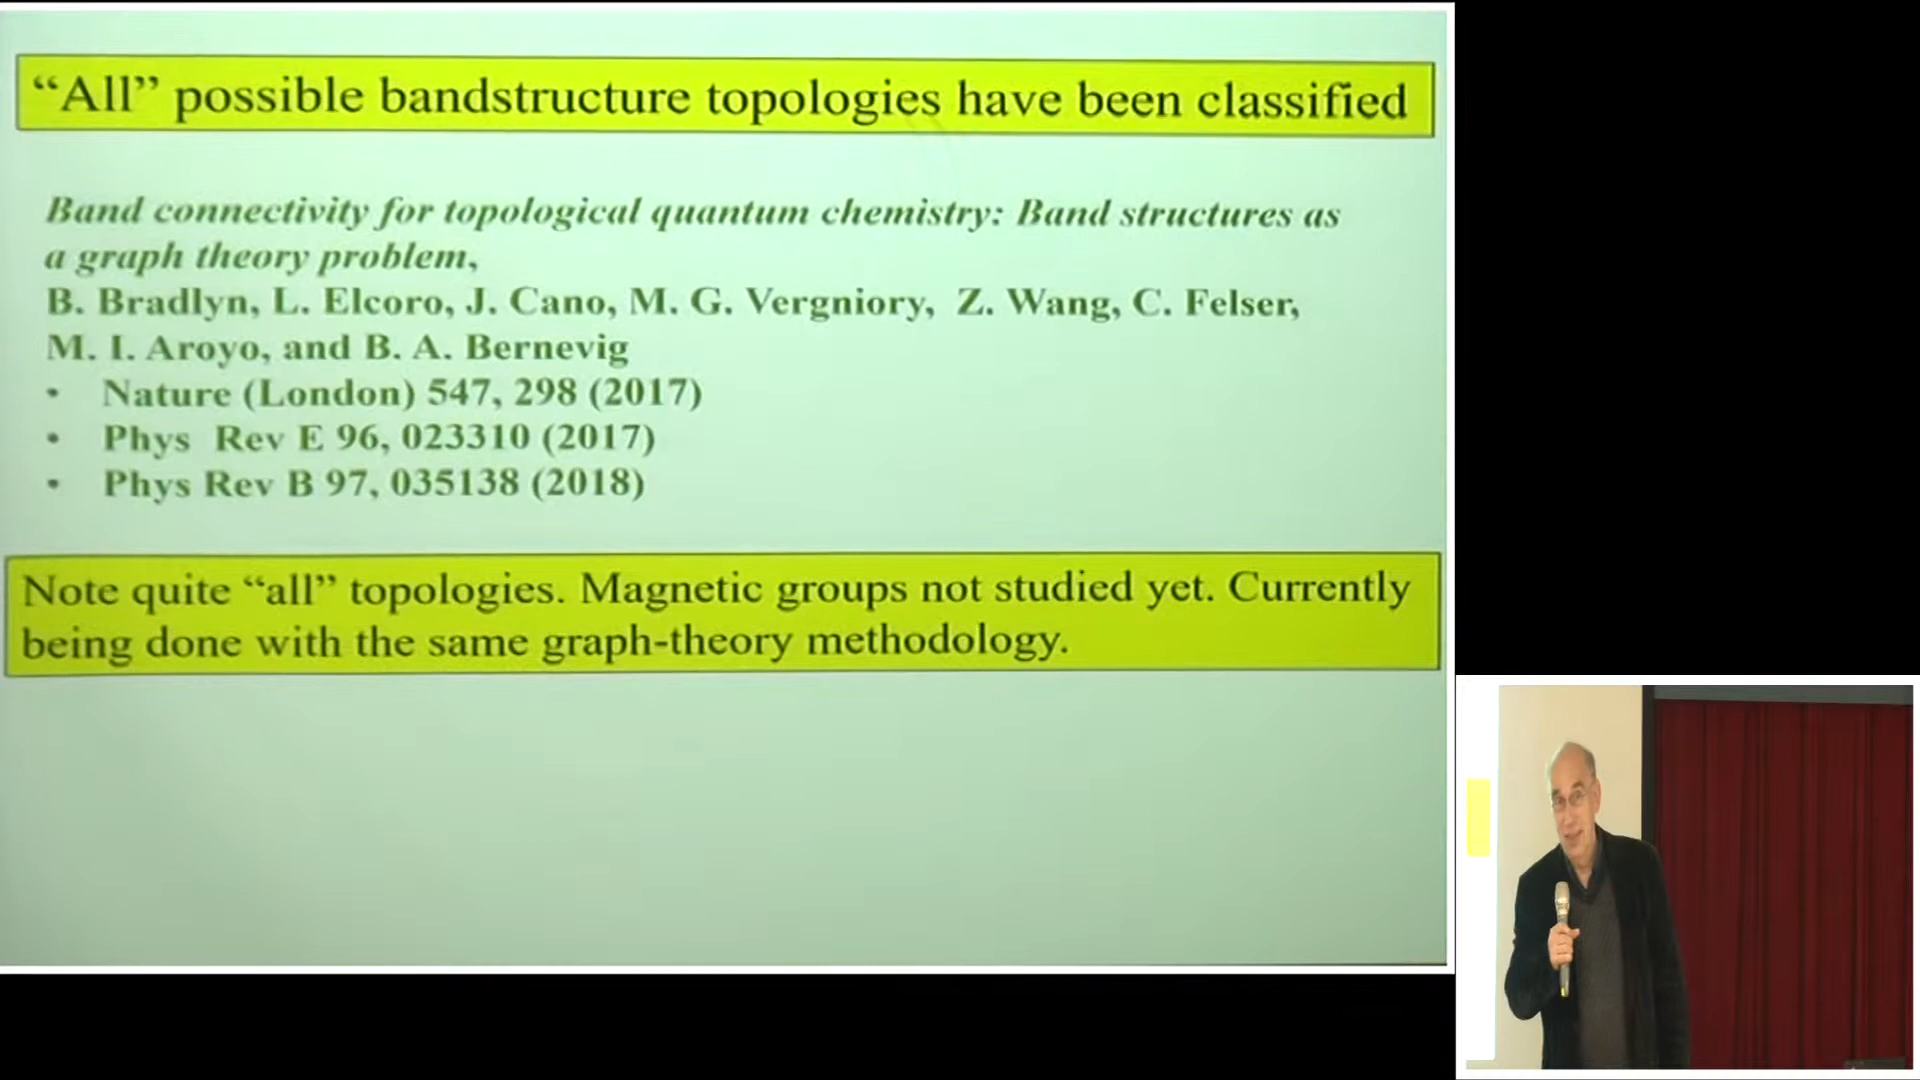 “All” possible bandstructure topologies have been classified
Band connectivity for topological quantum chemistry: Band structures as
a graph theory problem,
B. Bradlyn, L. Elcoro, J. Cano, M. G. Vergniory, Z. Wang, C. Felser,
M. I. Aroyo, and B. A. Bernevig
• Nature (London) 547, 298 (2017)
• Phys Rev E 96, 023310 (2017)
• Phys Rev B 97, 035138 (2018)
Note quite “all” topologies. Magnetic groups not studied yet. Currently
being done with the same graph-theory methodology.